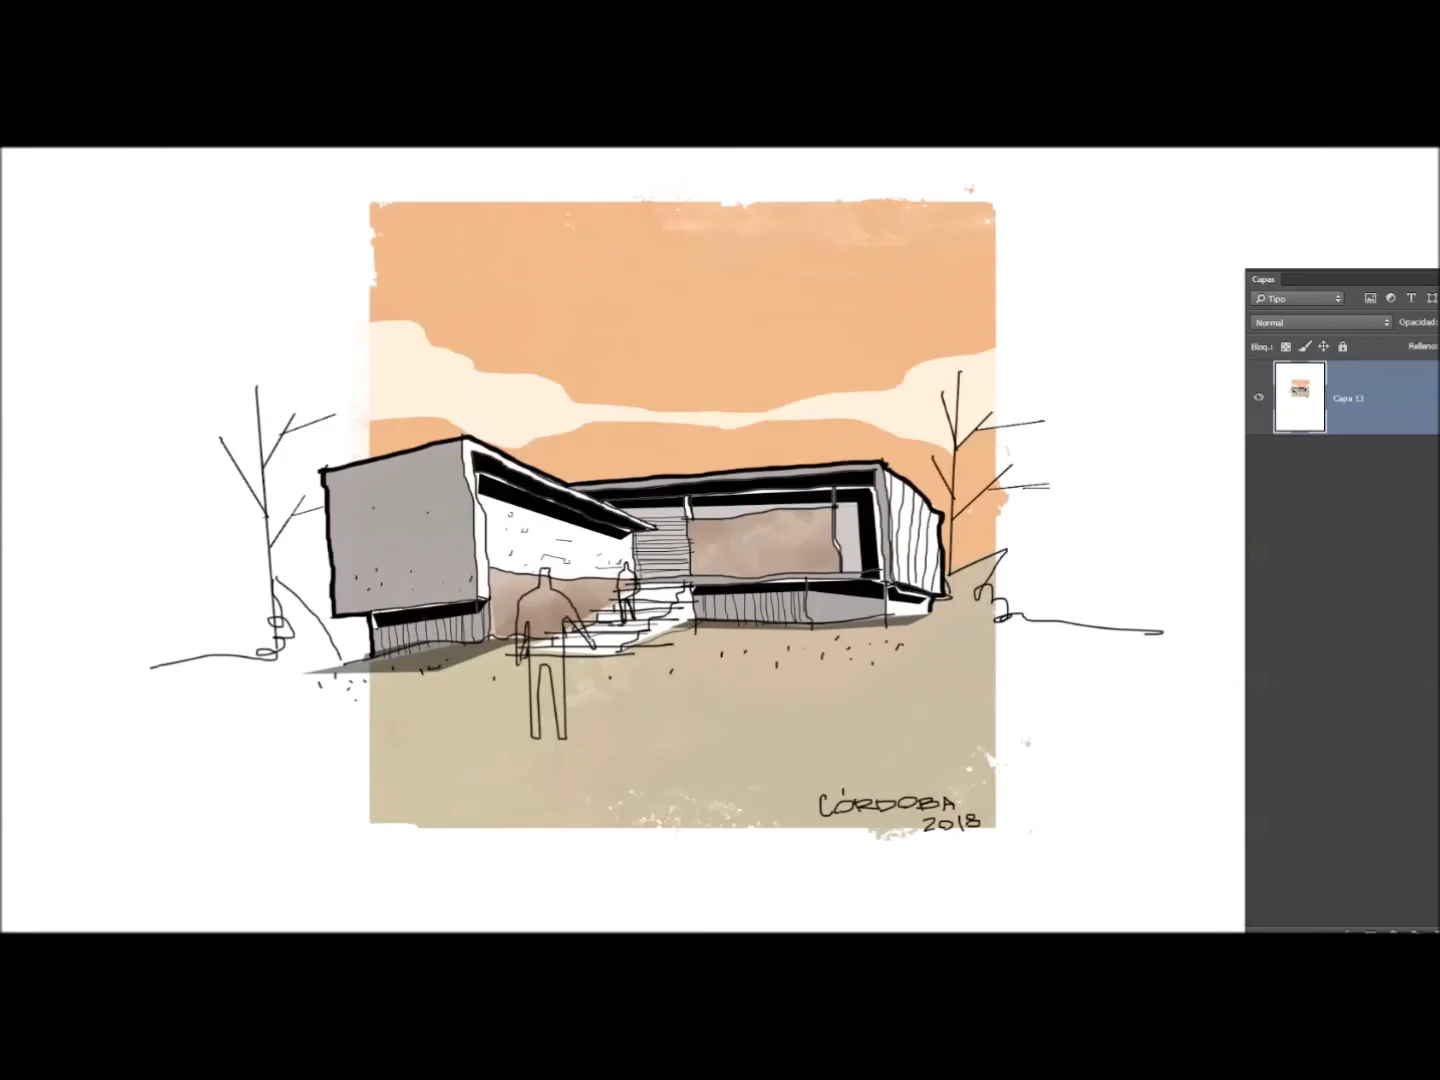 Capas
Tipo
T
Normal
Opacidad:
Bloq.:
Relleno:
Capa 13
CÓRDOBA
2018